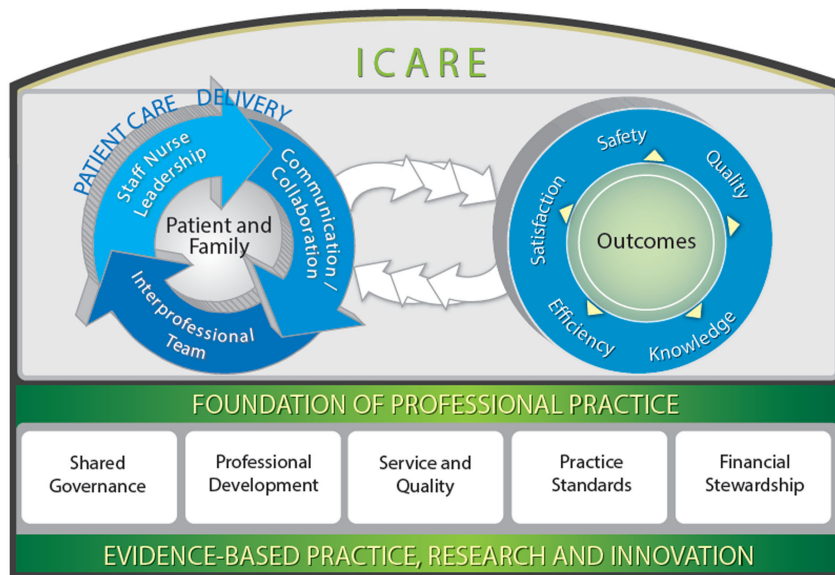 ICARE
PATIENT CARE DELIVERY
Staff Nurse
Leadership
Communication /
Collaboration
Interprofessional
Team
Patient and
Family
Safety
Quality
Knowledge
Efficiency
Satisfaction
Outcomes
FOUNDATION OF PROFESSIONAL PRACTICE
Shared
Governance
Professional
Development
Service and
Quality
Practice
Standards
Financial
Stewardship
EVIDENCE-BASED PRACTICE, RESEARCH AND INNOVATION